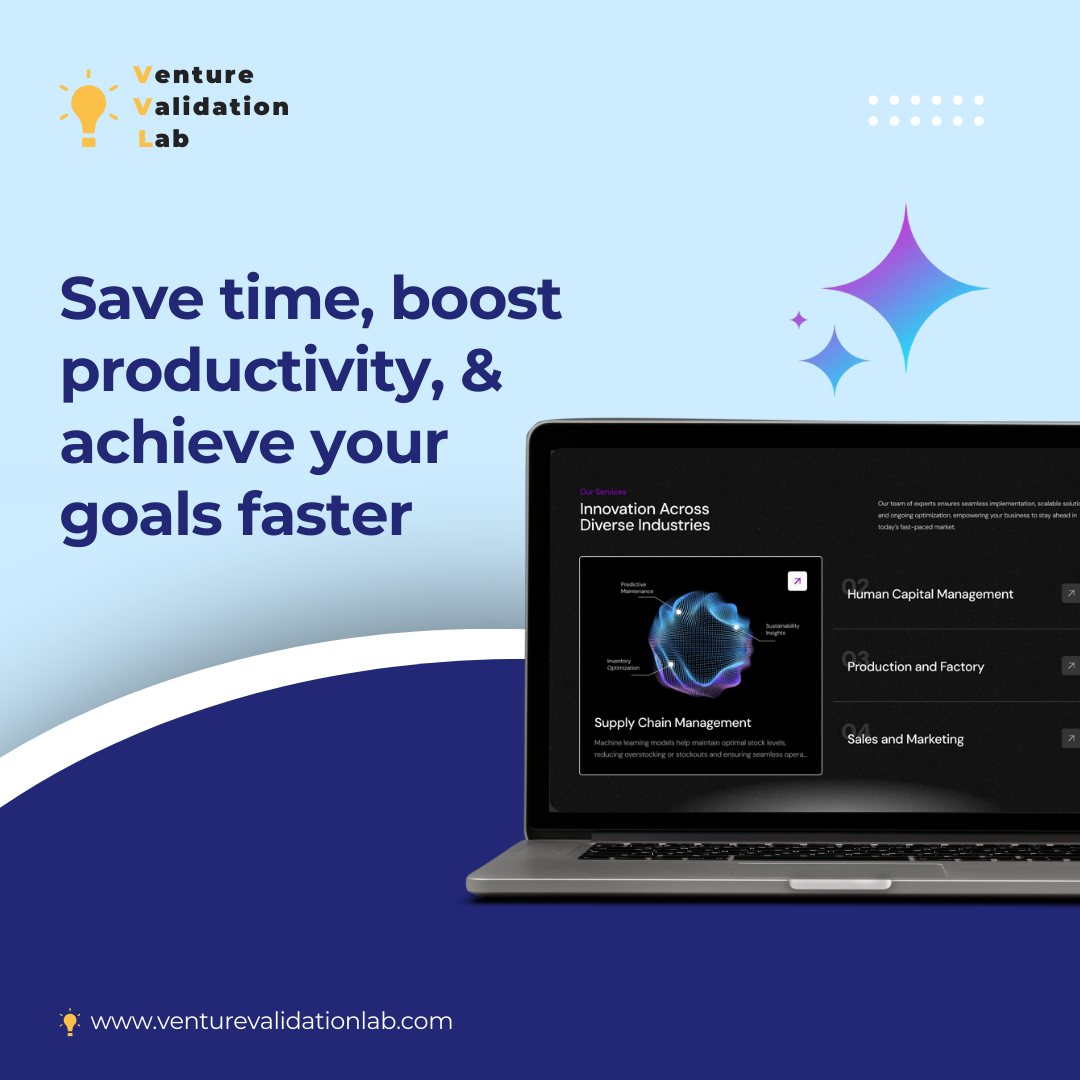 Venture
Validation
Lab
Save time, boost
productivity, &
achieve your
goals faster
Our Services
Innovation Across
Diverse Industries
Our team of experts ensures seamless implementation, scalable
and ongoing optimization, empowering your business to stay ahead in
today's fast-paced market.
Predictive
Maintenance
Sustainability
Insights
Inventory
Optimization
Supply Chain Management
Machine learning models help maintain optimal stock levels,
reducing overstocking or stockouts and ensuring seamless opera...
02
Human Capital Management
03
Production and Factory
04
Sales and Marketing
www.venturevalidationlab.com